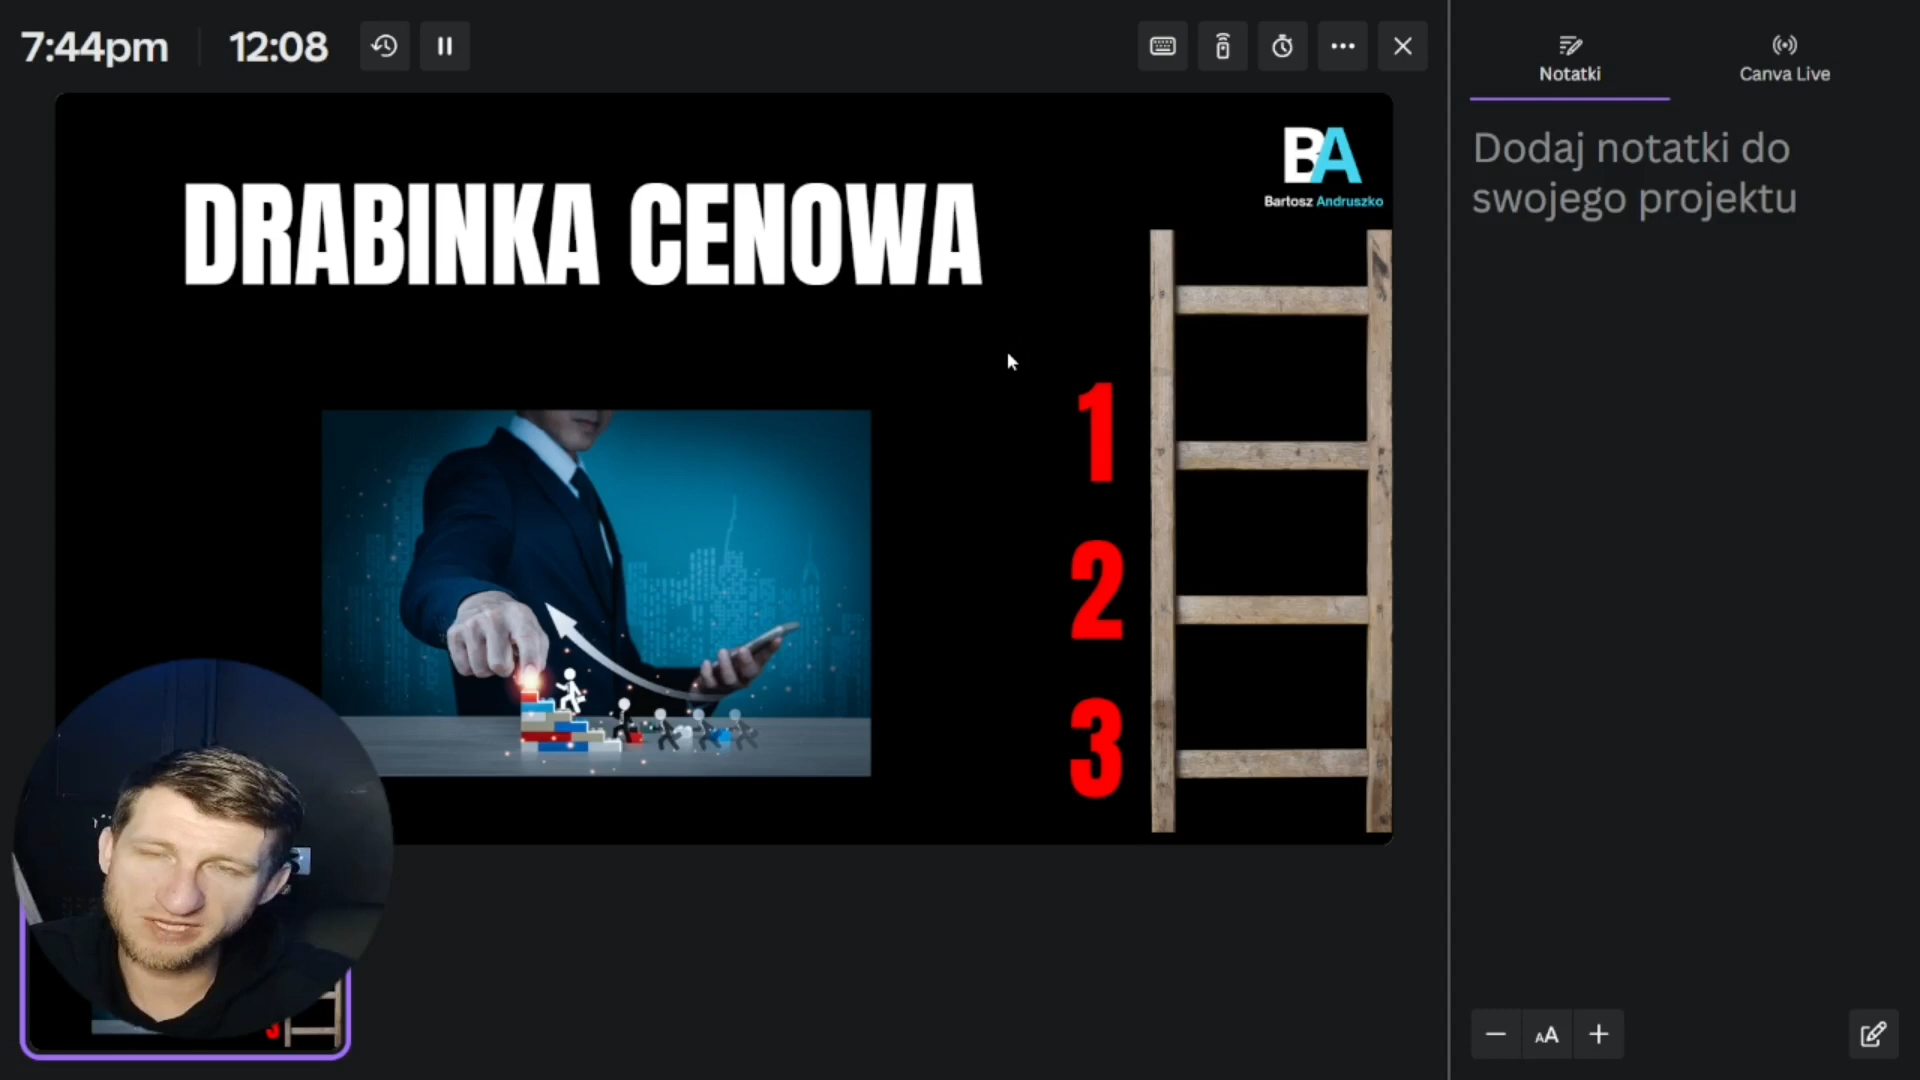 7:44pm
12:08
Notatki
Canva Live
Dodaj notatki do
swojego projektu
BA
Bartosz Andruszko
DRABINKA CENOWA
1
2
3
3
AA